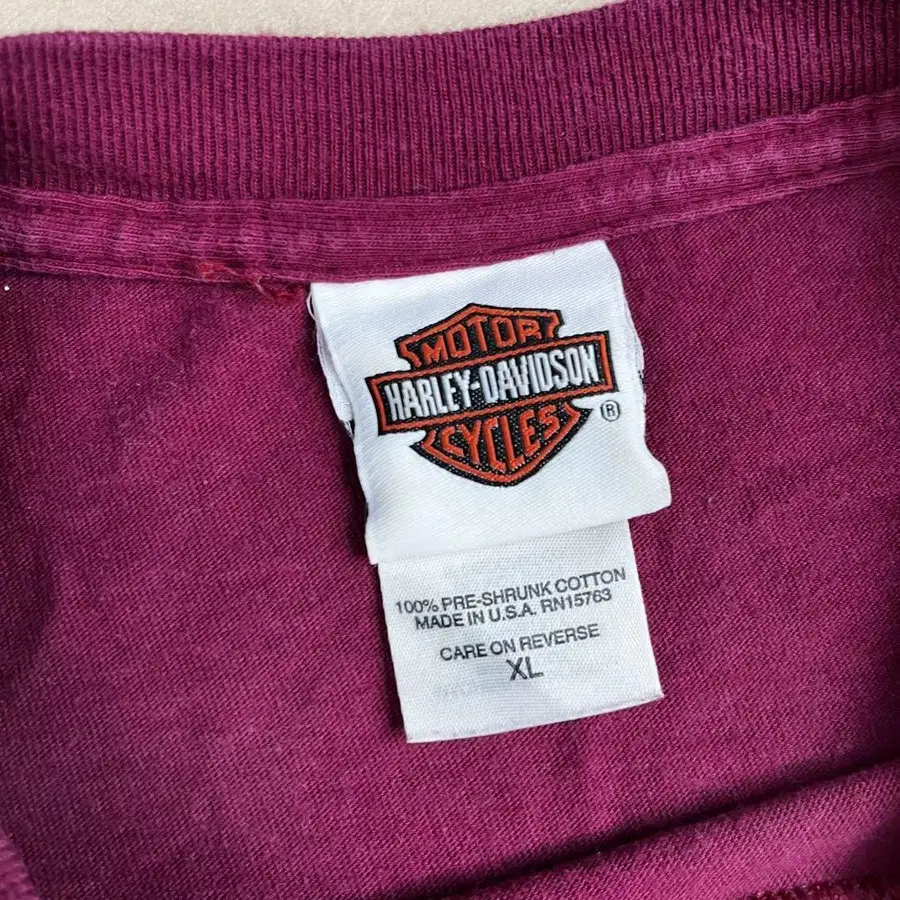 MOTOR
HARLEY-DAVIDSON
CYCLES
®
100% PRE-SHRUNK COTTON
MADE IN U.S.A. RN15763
CARE ON REVERSE
XL